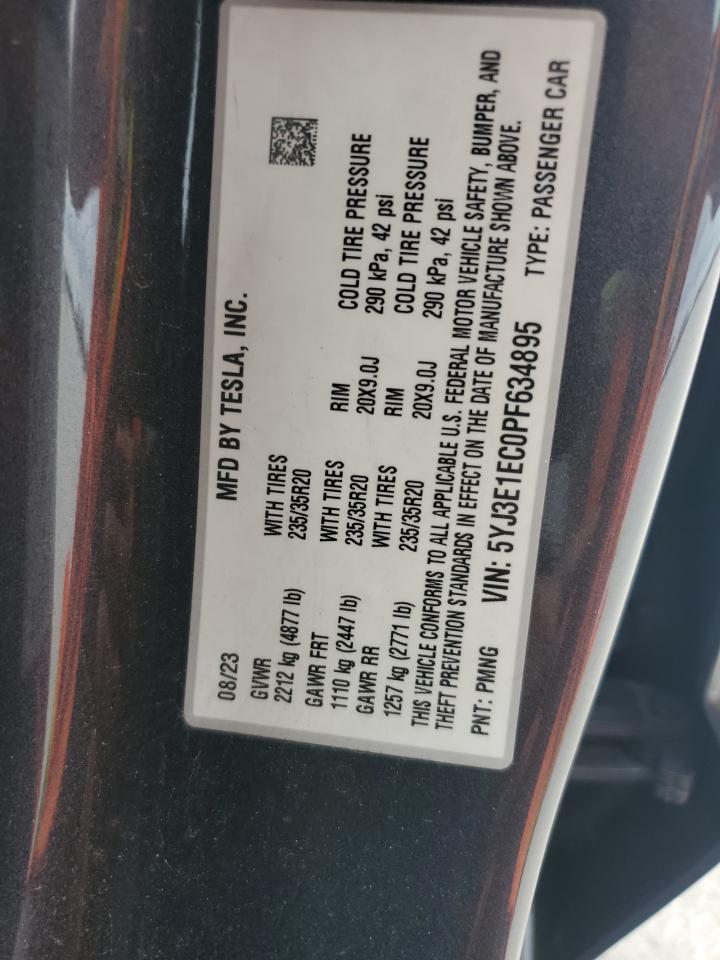 MFD BY TESLA, INC.
08/23
GVWR
2212 kg (4877 lb)
WITH TIRES
235/35R20
GAWR FRT
1110 kg (2447 lb)
WITH TIRES
235/35R20
RIM
20X9.0J
COLD TIRE PRESSURE
290 kPa, 42 psi
GAWR RR
1257 kg (2771 lb)
WITH TIRES
235/35R20
RIM
20X9.0J
COLD TIRE PRESSURE
290 kPa, 42 psi
THIS VEHICLE CONFORMS TO ALL APPLICABLE U.S. FEDERAL MOTOR VEHICLE SAFETY, BUMPER, AND
THEFT PREVENTION STANDARDS IN EFFECT ON THE DATE OF MANUFACTURE SHOWN ABOVE.
PNT: PMNG VIN: 5YJ3E1EC0PF634895 TYPE: PASSENGER CAR